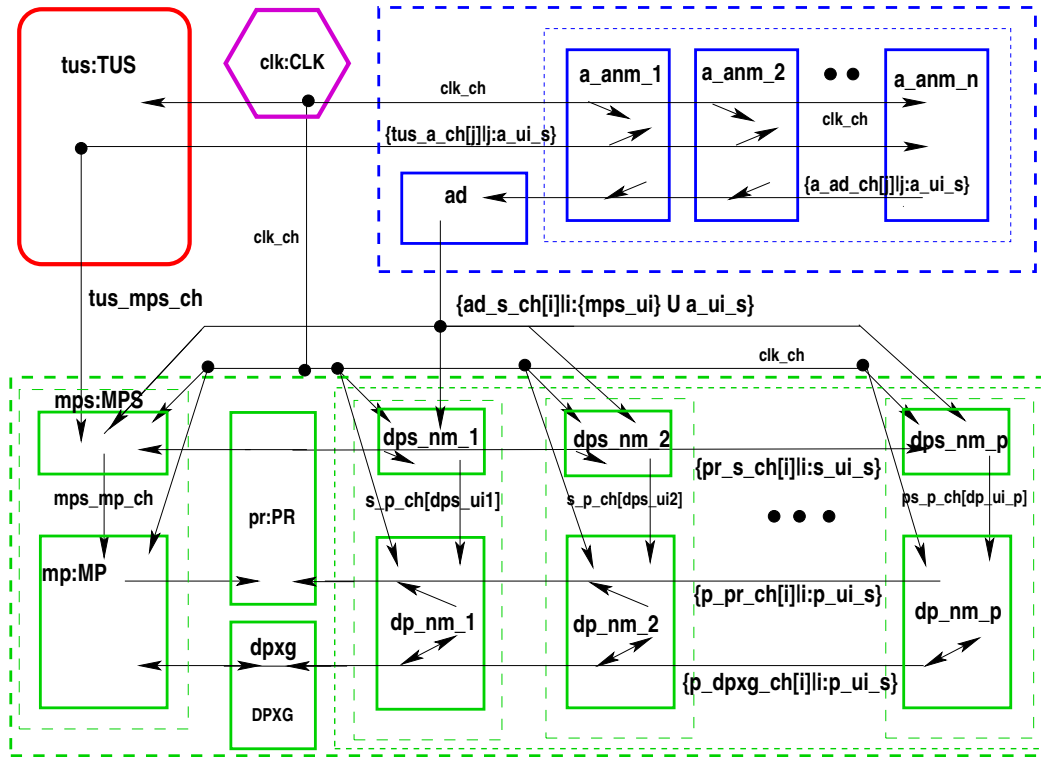 tus:TUS
clk:CLK
a_anm_1
a_anm_2
a_anm_n
clk_ch
clk_ch
{tus_a_ch[j]|j:a_ui_s}
{a_ad_ch[j]|j:a_ui_s}
ad
clk_ch
tus_mps_ch
{ad_s_ch[i]|i:{mps_ui} U a_ui_s}
clk_ch
mps:MPS
dps_nm_1
dps_nm_2
dps_nm_p
{pr_s_ch[i]|i:s_ui_s}
mps_mp_ch
s_p_ch[dps_ui1]
s_p_ch[dps_ui2]
ps_p_ch[dp_ui_p]
pr:PR
mp:MP
{p_pr_ch[i]|i:p_ui_s}
dp_nm_1
dp_nm_2
dp_nm_p
dpxg
{p_dpxg_ch[i]|i:p_ui_s}
DPXG